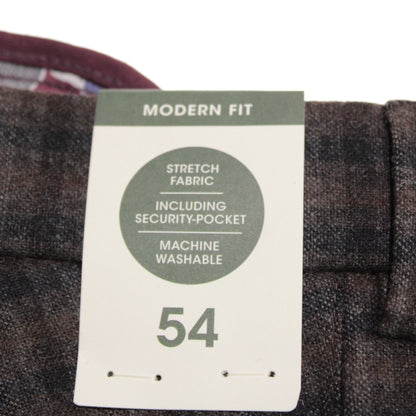 MODERN FIT
STRETCH
FABRIC
INCLUDING
SECURITY-POCKET
MACHINE
WASHABLE
54